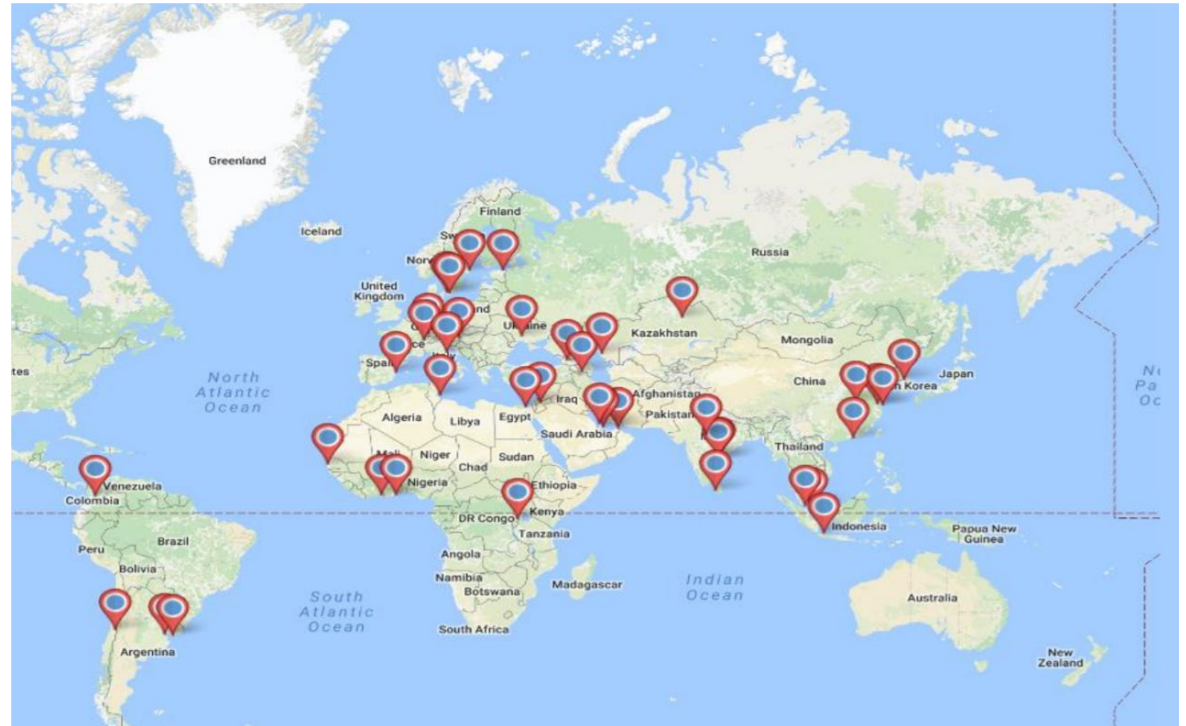 Greenland
Finland
Iceland
Russia
United
Kingdom
Kazakhstan
Mongolia
North
Atlantic
Ocean
China
Japan
Algeria
Libya
Egypt
Iraq
Afghanistan
Pakistan
Saudi Arabia
Niger
Chad
Sudan
Thailand
Venezuela
Colombia
Nigeria
Ethiopia
Kenya
DR Congo
Tanzania
Indonesia
Papua New
Guinea
Peru
Brazil
Bolivia
Angola
Namibia
Botswana
Madagascar
Indian
Ocean
Australia
South
Atlantic
Ocean
South Africa
Argentina
New
Zealand